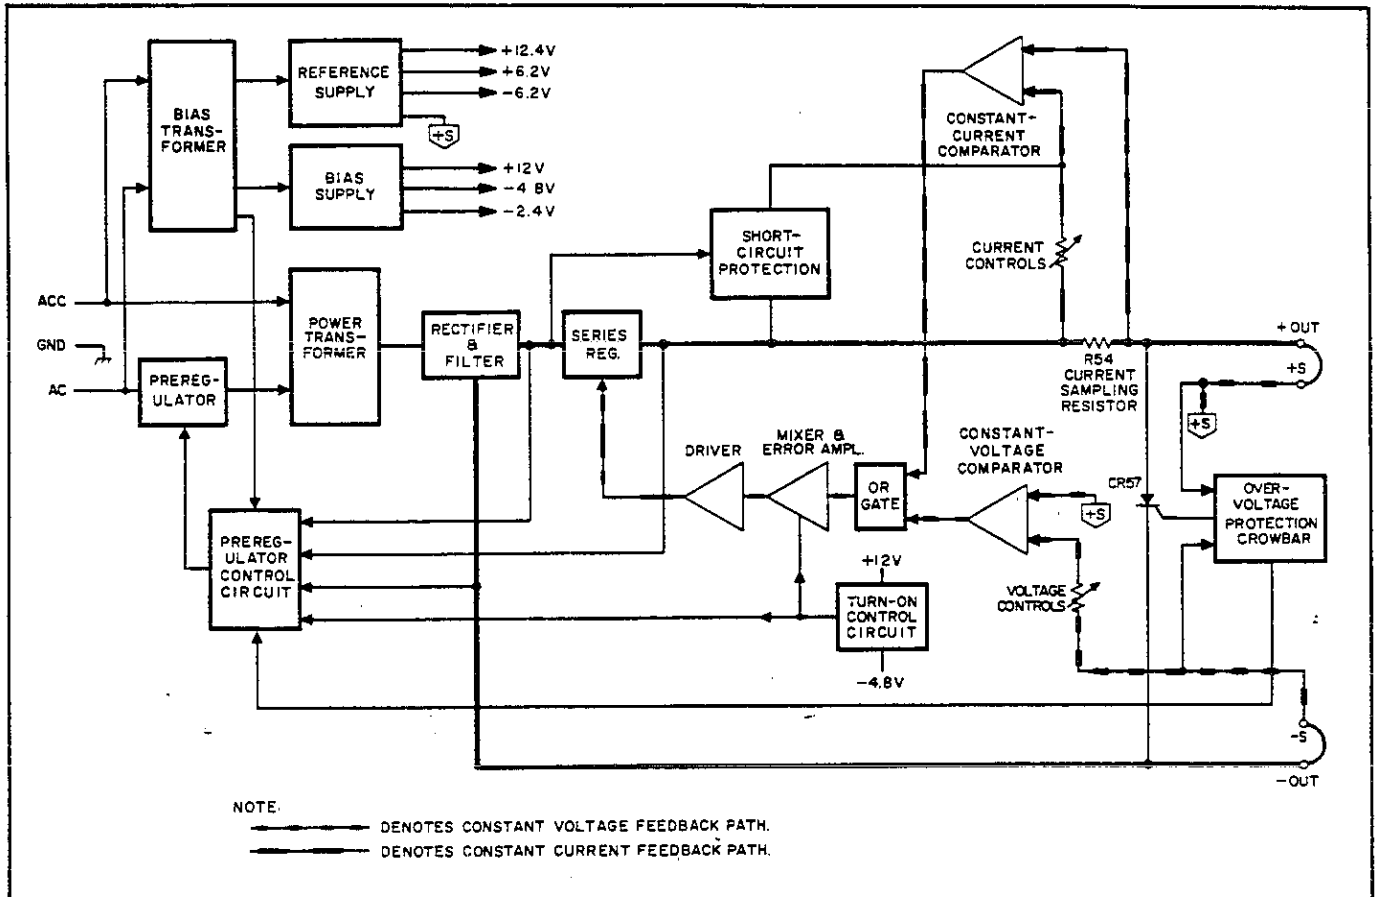 BIAS
TRANS-
FORMER
REFERENCE
SUPPLY
+12.4V
+6.2V
-6.2V
+S
BIAS
SUPPLY
+12V
-4.8V
-2.4V
CONSTANT-
CURRENT
COMPARATOR
SHORT-
CIRCUIT
PROTECTION
CURRENT
CONTROLS
ACC
GND
AC
POWER
TRANS-
FORMER
PREREG-
ULATOR
RECTIFIER
&
FILTER
SERIES
REG.
R54
CURRENT
SAMPLING
RESISTOR
+OUT
+S
+S
DRIVER
MIXER &
ERROR AMPL.
OR
GATE
CONSTANT-
VOLTAGE
COMPARATOR
+S
CR57
OVER-
VOLTAGE
PROTECTION
CROWBAR
PREREG-
ULATOR
CONTROL
CIRCUIT
+12V
TURN-ON
CONTROL
CIRCUIT
-4.8V
VOLTAGE
CONTROLS
-S
-OUT
NOTE:
DENOTES CONSTANT VOLTAGE FEEDBACK PATH.
DENOTES CONSTANT CURRENT FEEDBACK PATH.